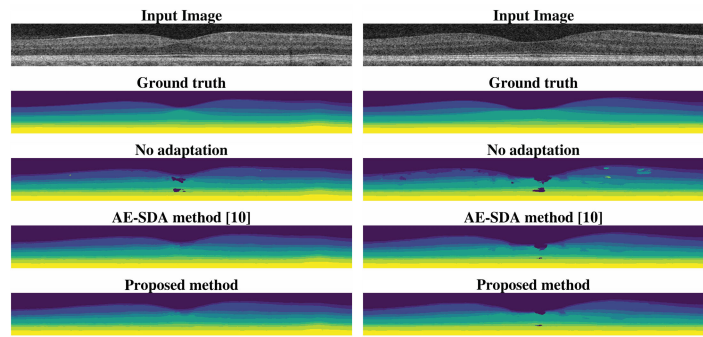 Input Image
Input Image
Ground truth
Ground truth
No adaptation
No adaptation
AE-SDA method [10]
AE-SDA method [10]
Proposed method
Proposed method